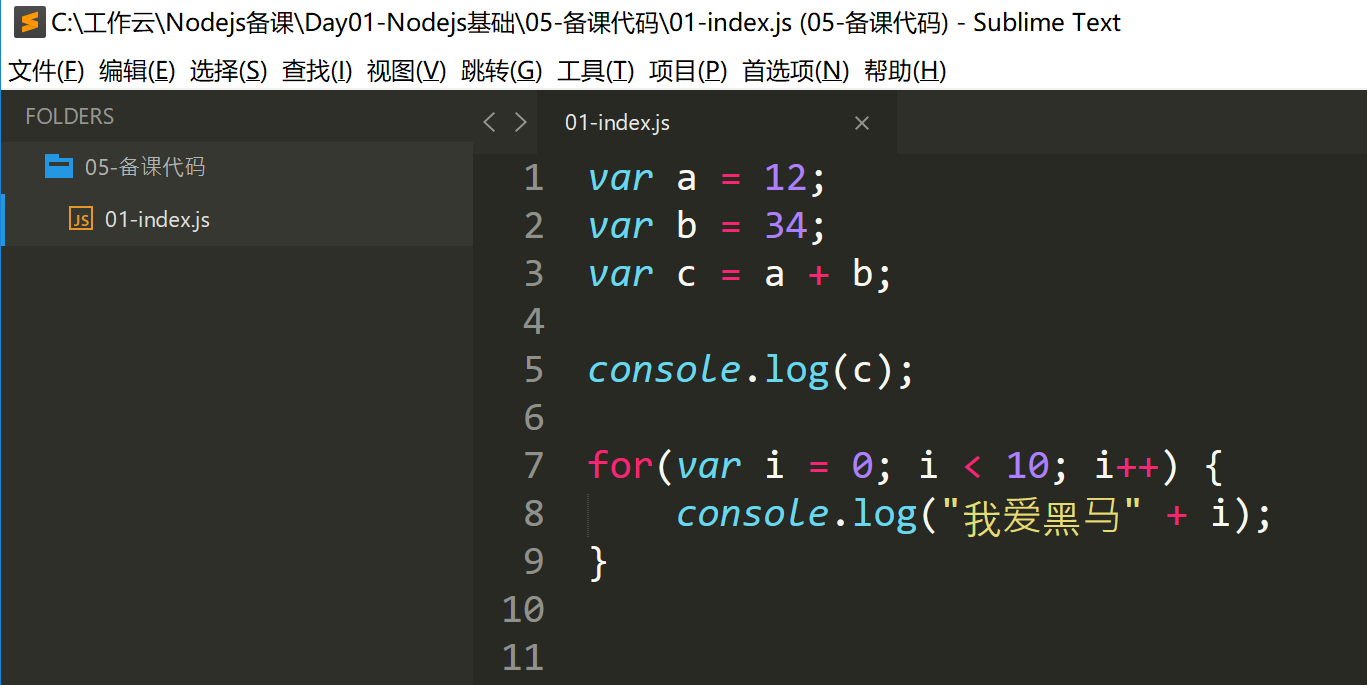 C:\工作云\Nodejs备课\Day01-Nodejs基础\05-备课代码\01-index.js (05-备课代码) - Sublime Text
文件(F) 编辑(E) 选择(S) 查找(I) 视图(V) 跳转(G) 工具(T) 项目(P) 首选项(N) 帮助(H)
FOLDERS
05-备课代码
JS 01-index.js
01-index.js
1 var a = 12;
2 var b = 34;
3 var c = a + b;
4
5 console.log(c);
6
7 for(var i = 0; i < 10; i++) {
8     console.log("我爱黑马" + i);
9 }
10
11